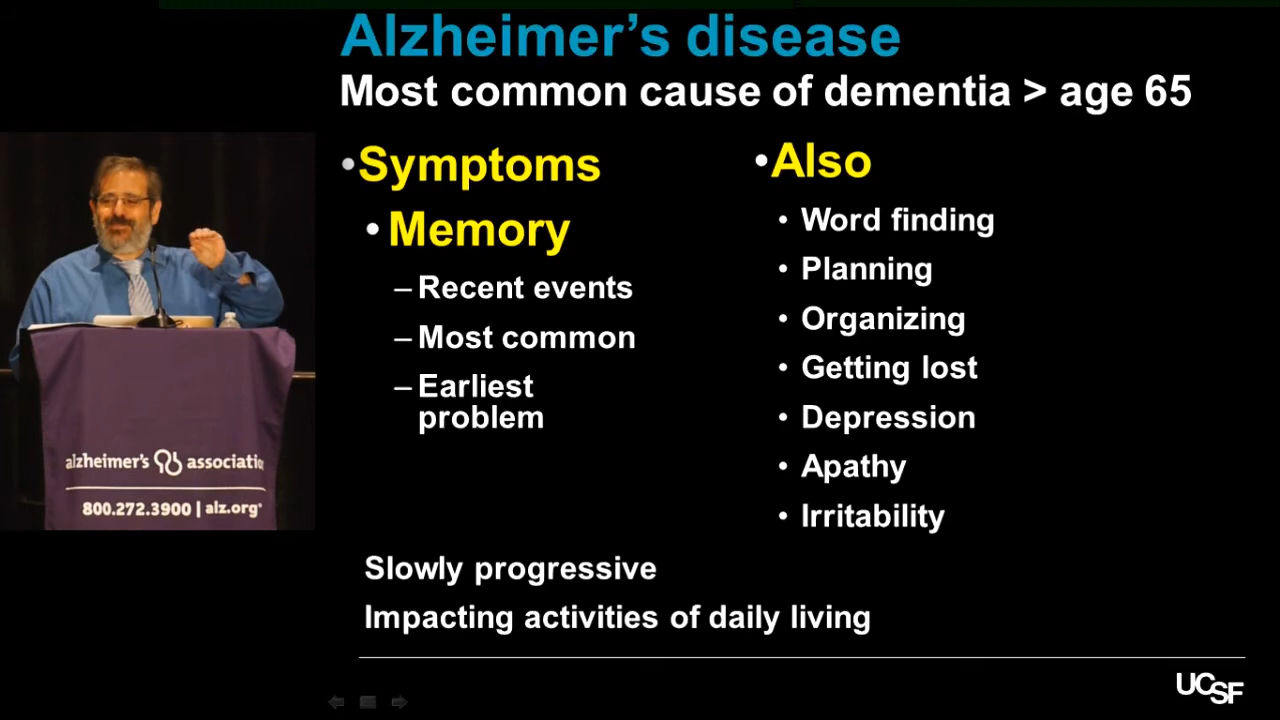 Alzheimer’s disease
Most common cause of dementia > age 65
•Symptoms
• Memory
– Recent events
– Most common
– Earliest
problem
•Also
• Word finding
• Planning
• Organizing
• Getting lost
• Depression
• Apathy
• Irritability
Slowly progressive
Impacting activities of daily living
alzheimer's associatio
800.272.3900 | alz.org®
UCSF